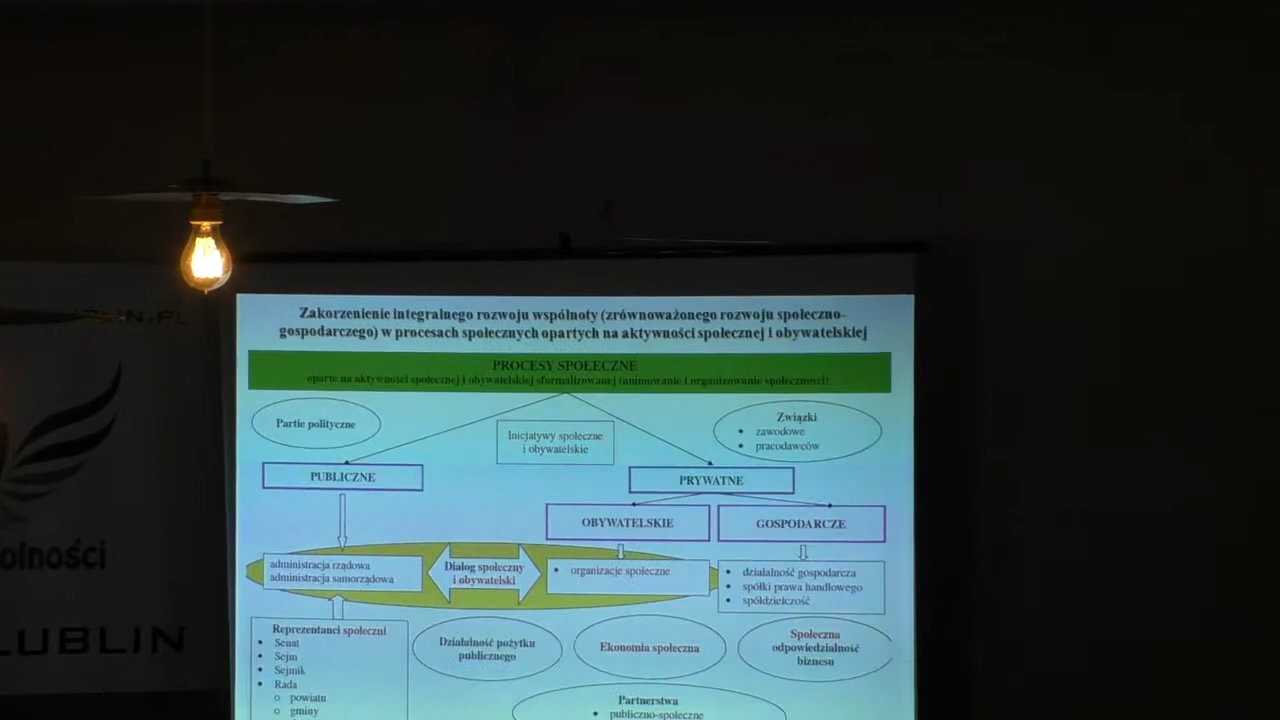 Zakorzenienie integralnego rozwoju wspólnoty (zrównoważonego rozwoju społeczno-
gospodarczego) w procesach społecznych opartych na aktywności społecznej i obywatelskiej
PROCESY SPOŁECZNE
oparte na aktywności społecznej i obywatelskiej sformalizowanej (animowanie i organizowanie społeczności)
Partie polityczne
Inicjatywy społeczne
i obywatelskie
Związki
• zawodowe
• pracodawców
PUBLICZNE
PRYWATNE
OBYWATELSKIE
GOSPODARCZE
administracja rządowa
administracja samorządowa
Dialog społeczny
i obywatelski
• organizacje społeczne
• działalność gospodarcza
• spółki prawa handlowego
• spółdzielczość
Reprezentanci społeczni
• Senat
• Sejm
• Sejmik
• Rada
o powiatu
o gminy
Działalność pożytku
publicznego
Ekonomia społeczna
Społeczna
odpowiedzialność
biznesu
Partnerstwa
• publiczno-społeczne
LIN.PL
olności
LUBLIN